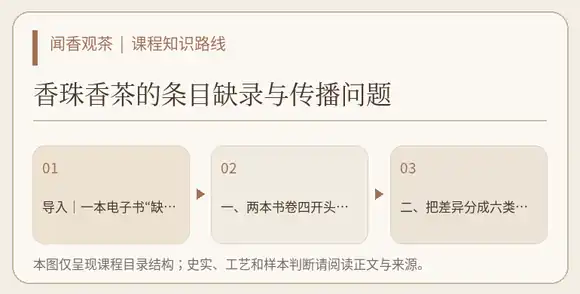 闻香观茶｜课程知识路线
香珠香茶的条目缺录与传播问题
01
导入｜一本电子书“缺…
02
一、两本书卷四开头…
03
二、把差异分成六类…
本图仅呈现课程目录结构；史实、工艺和样本判断请阅读正文与来源。